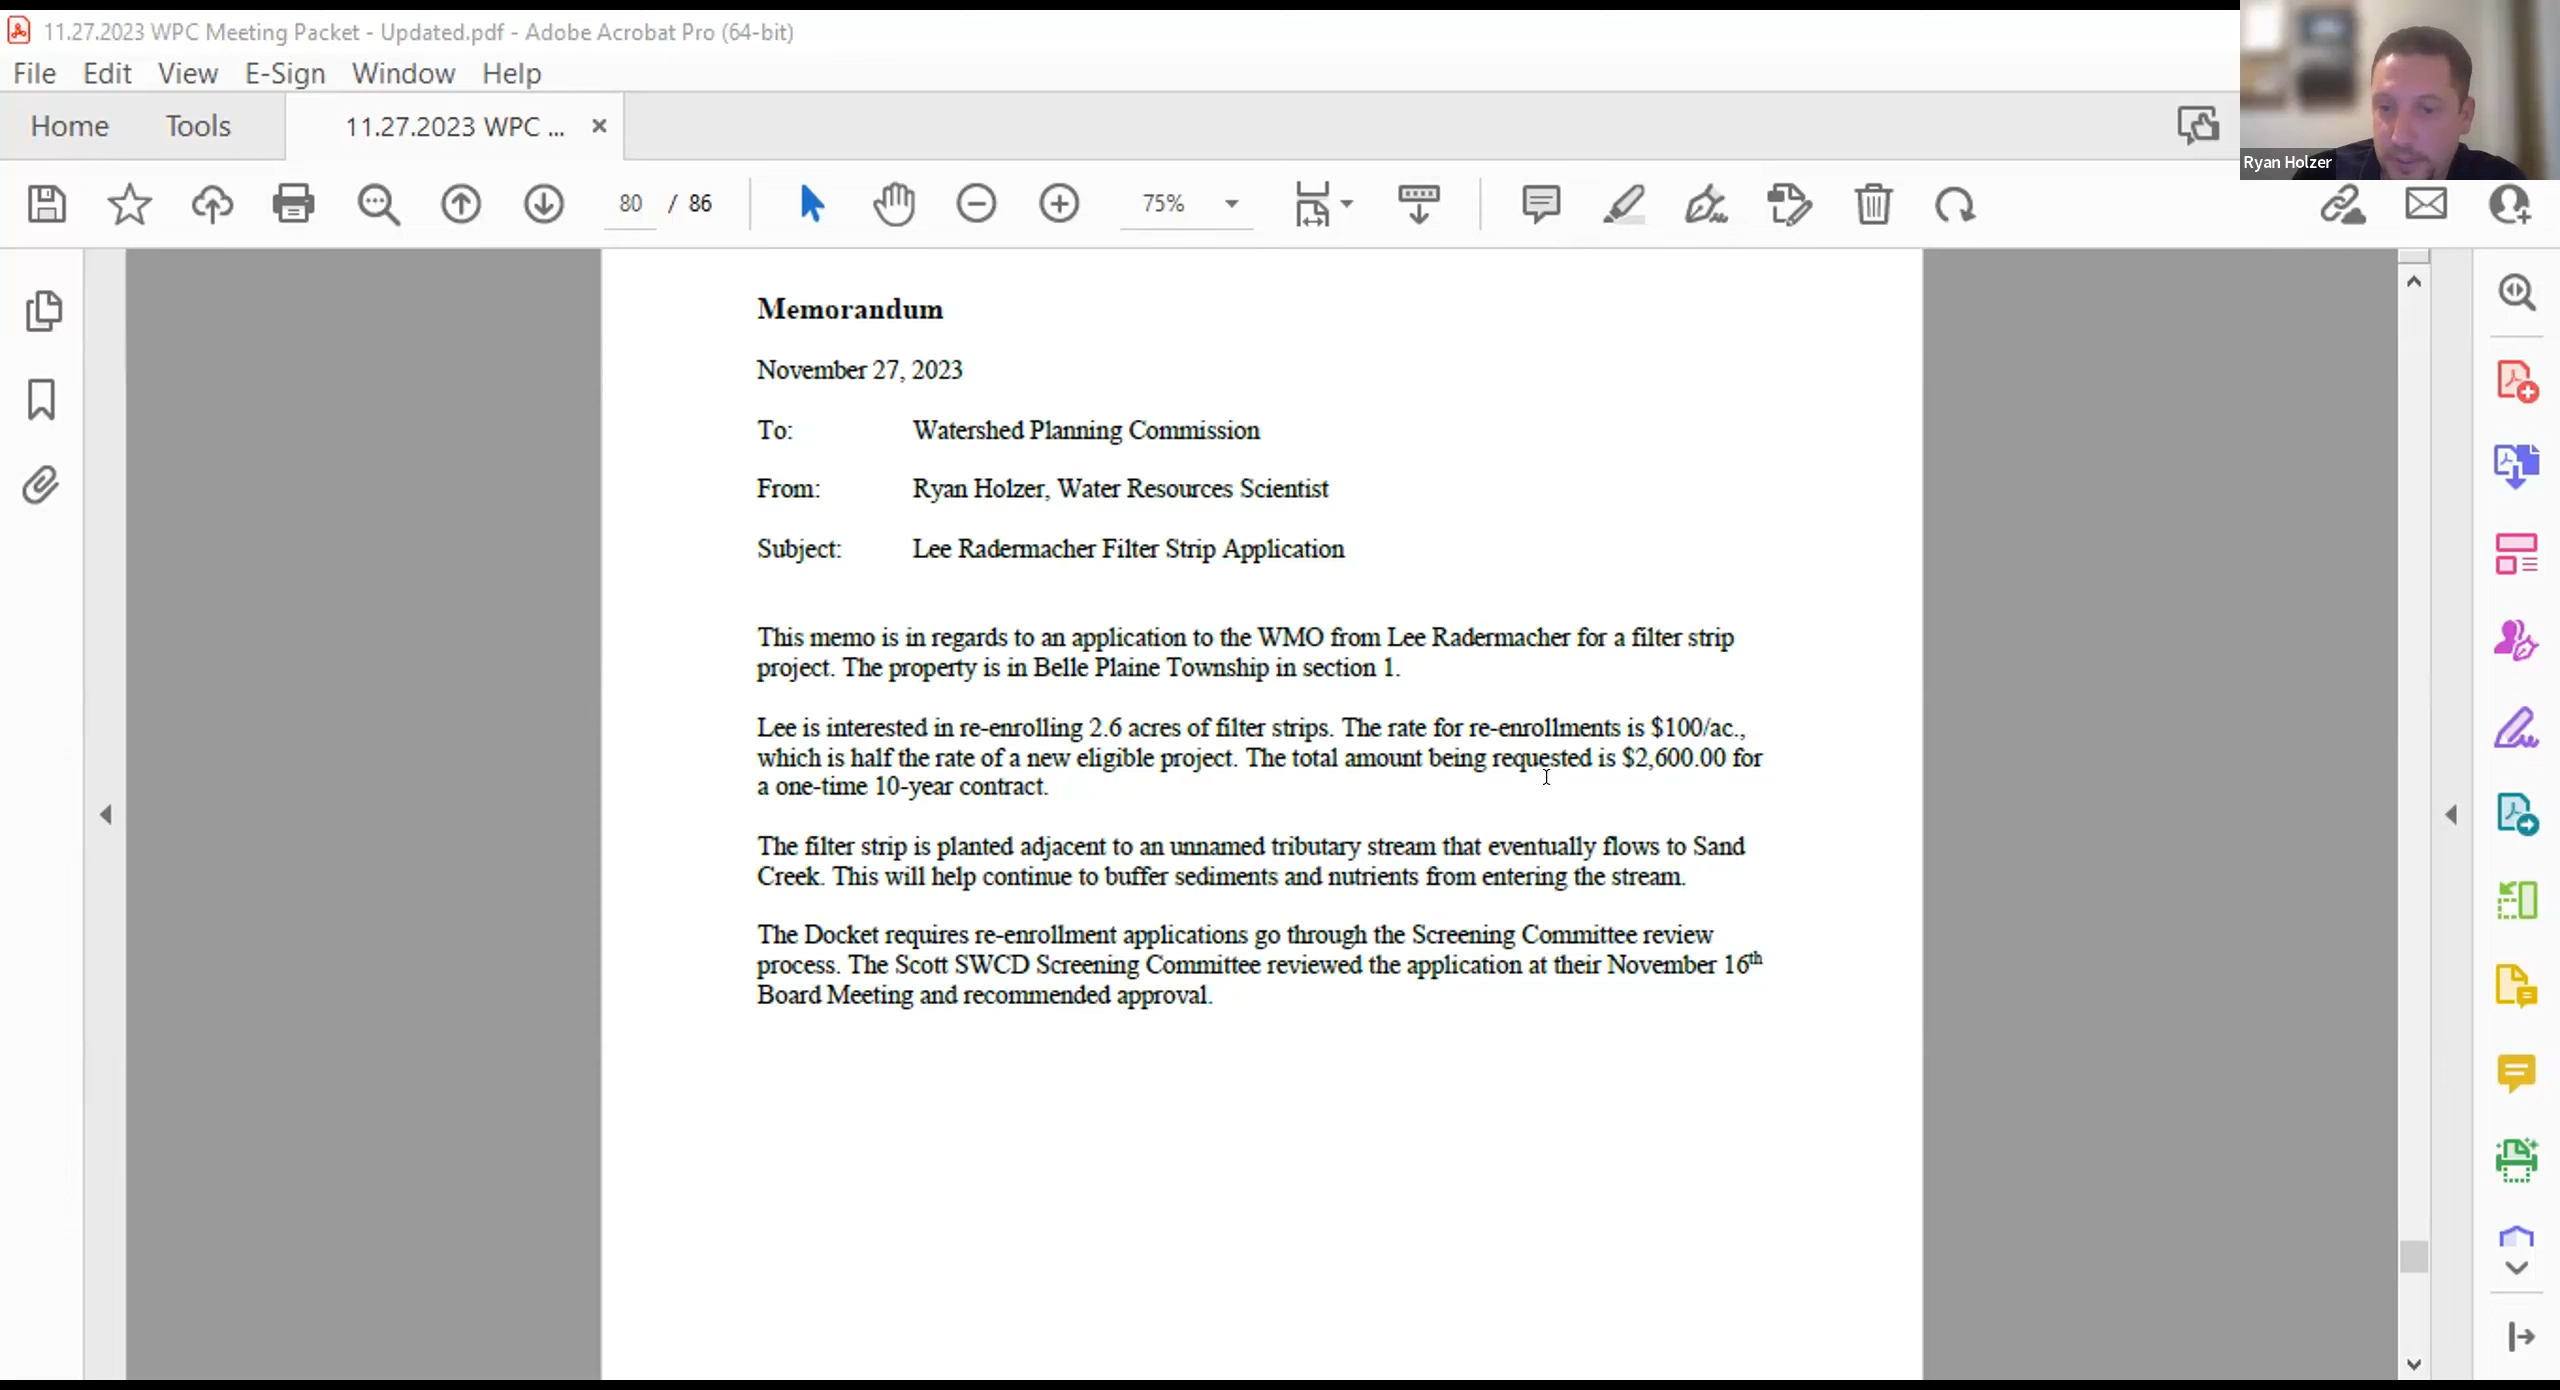 11.27.2023 WPC Meeting Packet - Updated.pdf - Adobe Acrobat Pro (64-bit)
File Edit View E-Sign Window Help
Home Tools 11.27.2023 WPC ... ×
Ryan Holzer
80 / 86 75%
Memorandum
November 27, 2023
To: Watershed Planning Commission
From: Ryan Holzer, Water Resources Scientist
Subject: Lee Radermacher Filter Strip Application
This memo is in regards to an application to the WMO from Lee Radermacher for a filter strip
project. The property is in Belle Plaine Township in section 1.
Lee is interested in re-enrolling 2.6 acres of filter strips. The rate for re-enrollments is $100/ac.,
which is half the rate of a new eligible project. The total amount being requested is $2,600.00 for
a one-time 10-year contract.
The filter strip is planted adjacent to an unnamed tributary stream that eventually flows to Sand
Creek. This will help continue to buffer sediments and nutrients from entering the stream.
The Docket requires re-enrollment applications go through the Screening Committee review
process. The Scott SWCD Screening Committee reviewed the application at their November 16th
Board Meeting and recommended approval.